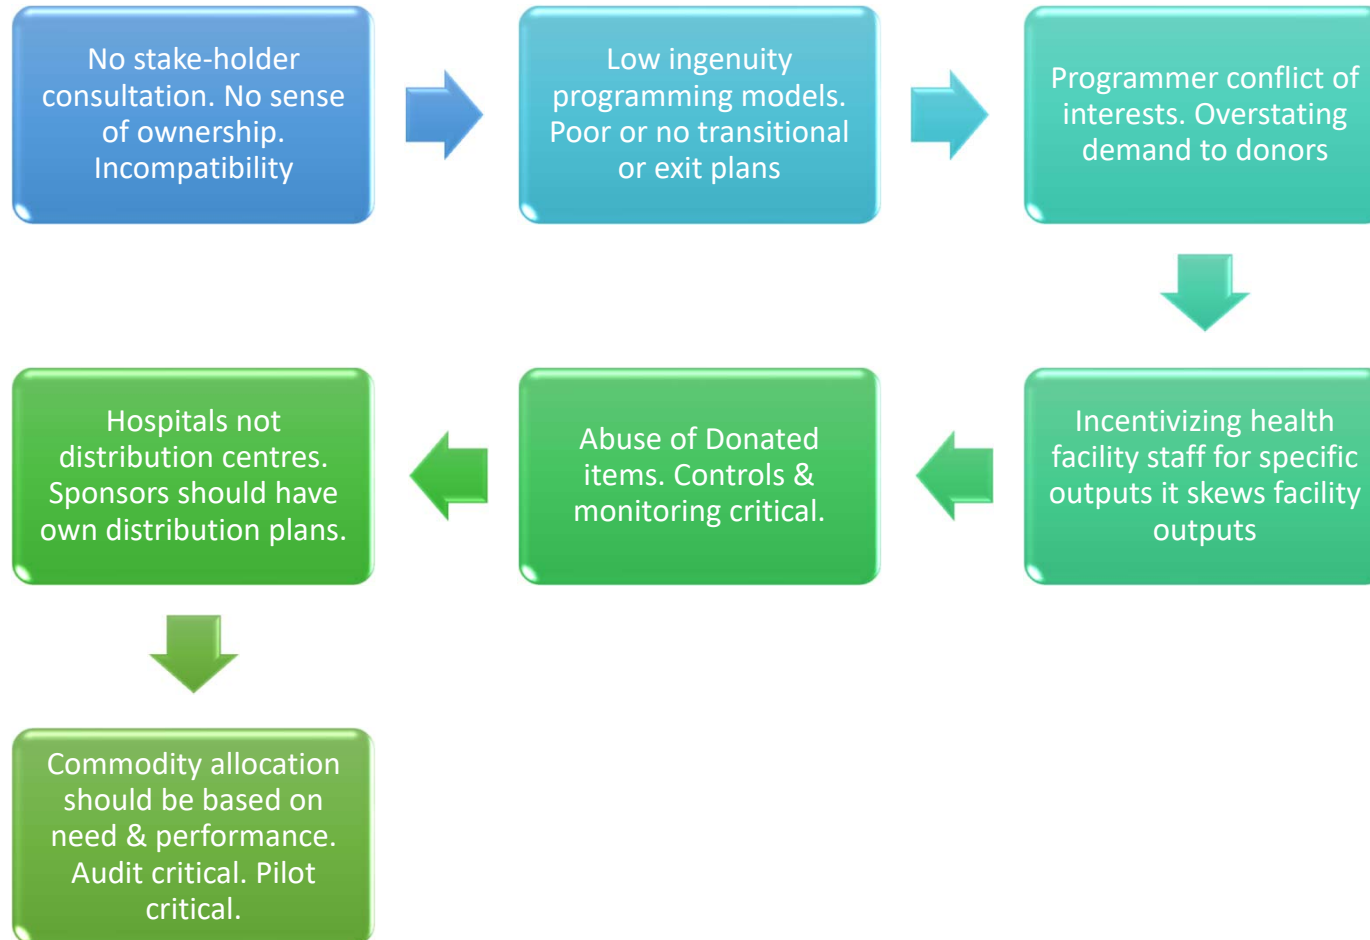 No stake-holder
consultation. No sense
of ownership.
Incompatibility
Low ingenuity
programming models.
Poor or no transitional
or exit plans
Programmer conflict of
interests. Overstating
demand to donors
Incentivizing health
facility staff for specific
outputs it skews facility
outputs
Abuse of Donated
items. Controls &
monitoring critical.
Hospitals not
distribution centres.
Sponsors should have
own distribution plans.
Commodity allocation
should be based on
need & performance.
Audit critical. Pilot
critical.